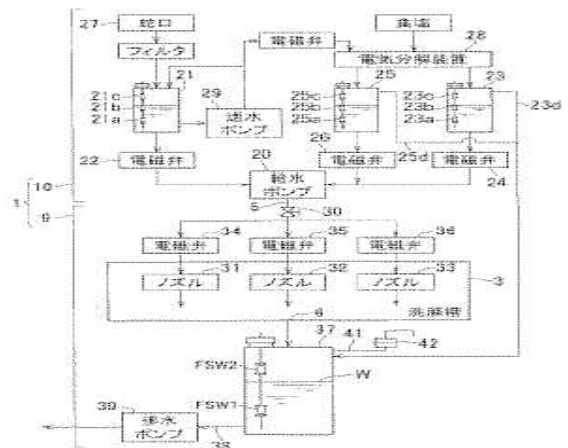 27
蛇口
食塩
フィルタ
電磁弁
28
電気分解装置
21
25
23
21c
21b
21a
29
送水
ポンプ
25c
25b
25a
23c
23b
23a
23d
22
電磁弁
26
電磁弁
25d
電磁弁
24
20
給水
ポンプ
10
1
9
5
30
34
35
36
電磁弁
電磁弁
電磁弁
31
32
33
ノズル
ノズル
ノズル
3
6
37
41
42
FSW2
W
FSW1
39
排水
ポンプ
38